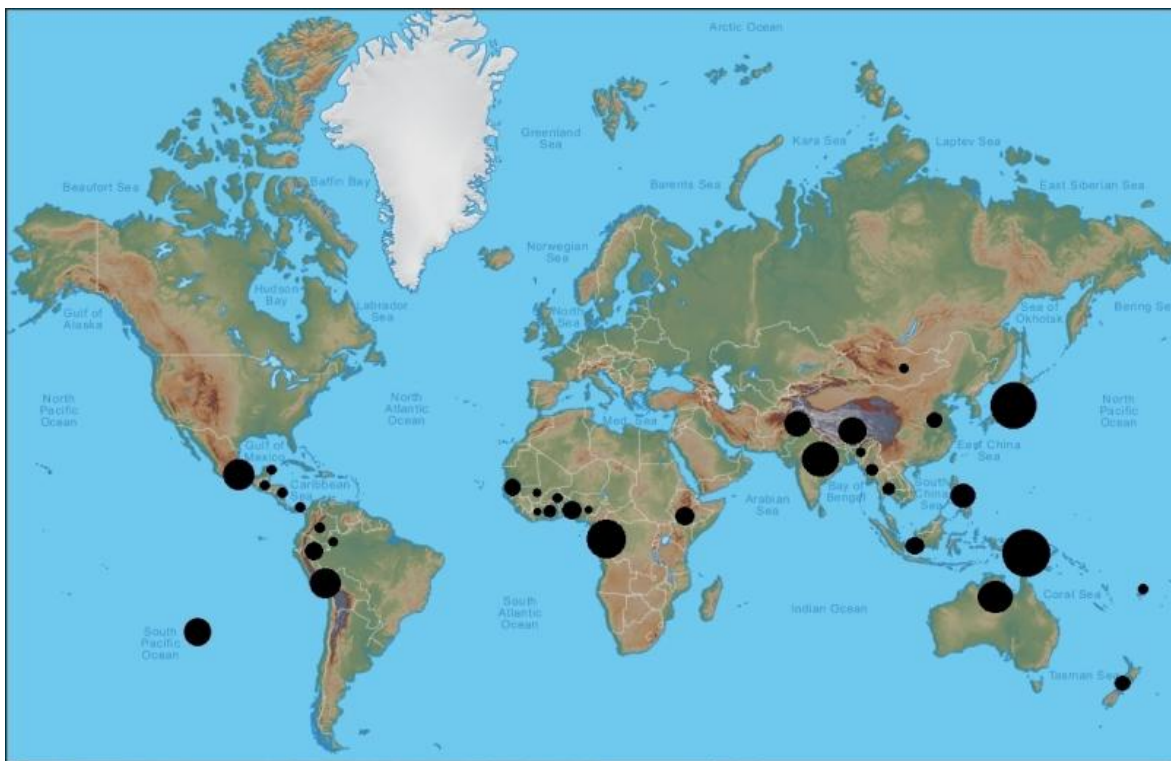 Arctic Ocean
Greenland
Sea
Kara Sea
Laptev Sea
Beaufort Sea
Baffin Bay
Barents Sea
East Siberian Sea
Norwegian
Sea
Hudson
Bay
Gulf of
Alaska
Labrador
Sea
North
Sea
Sea of
Okhotsk
Bering Se
North
Pacific
Ocean
North
Atlantic
Ocean
Med. Sea
North
Pacific
Ocean
Gulf of
Mexico
East China
Sea
Caribbean
Sea
Arabian
Sea
Bay of
Bengel
South
China
Sea
South
Atlantic
Ocean
Indian Ocean
Coral Sea
South
Pacific
Ocean
Tasman Sea